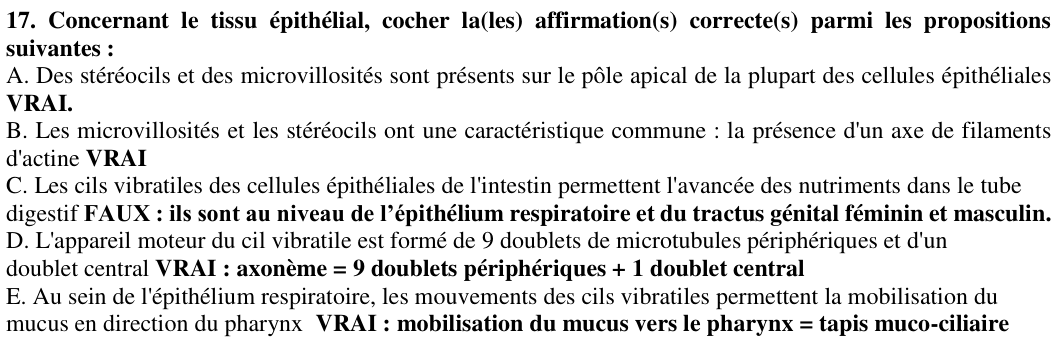 17. Concernant le tissu épithélial, cocher la(les) affirmation(s) correcte(s) parmi les propositions
suivantes :
A. Des stéréocils et des microvillosités sont présents sur le pôle apical de la plupart des cellules épithéliales
VRAI.
B. Les microvillosités et les stéréocils ont une caractéristique commune : la présence d'un axe de filaments
d'actine VRAI
C. Les cils vibratiles des cellules épithéliales de l'intestin permettent l'avancée des nutriments dans le tube
digestif FAUX : ils sont au niveau de l’épithélium respiratoire et du tractus génital féminin et masculin.
D. L'appareil moteur du cil vibratile est formé de 9 doublets de microtubules périphériques et d'un
doublet central VRAI : axonème = 9 doublets périphériques + 1 doublet central
E. Au sein de l'épithélium respiratoire, les mouvements des cils vibratiles permettent la mobilisation du
mucus en direction du pharynx VRAI : mobilisation du mucus vers le pharynx = tapis muco-ciliaire